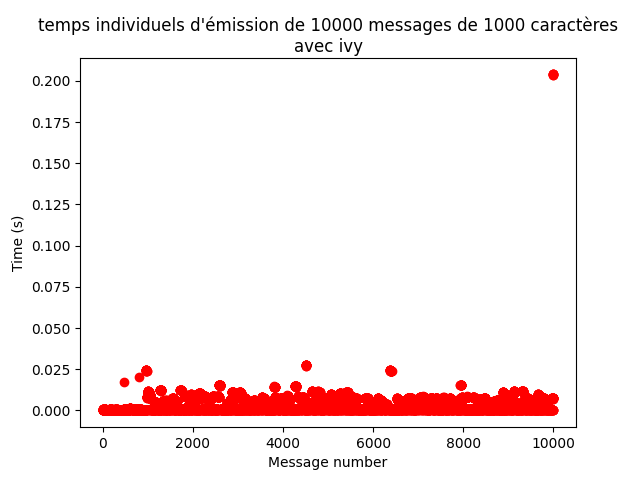 temps individuels d'émission de 10000 messages de 1000 caractères
avec ivy
0.200
0.175
0.150
0.125
0.100
0.075
0.050
0.025
0.000
Time (s)
0 2000 4000 6000 8000 10000
Message number